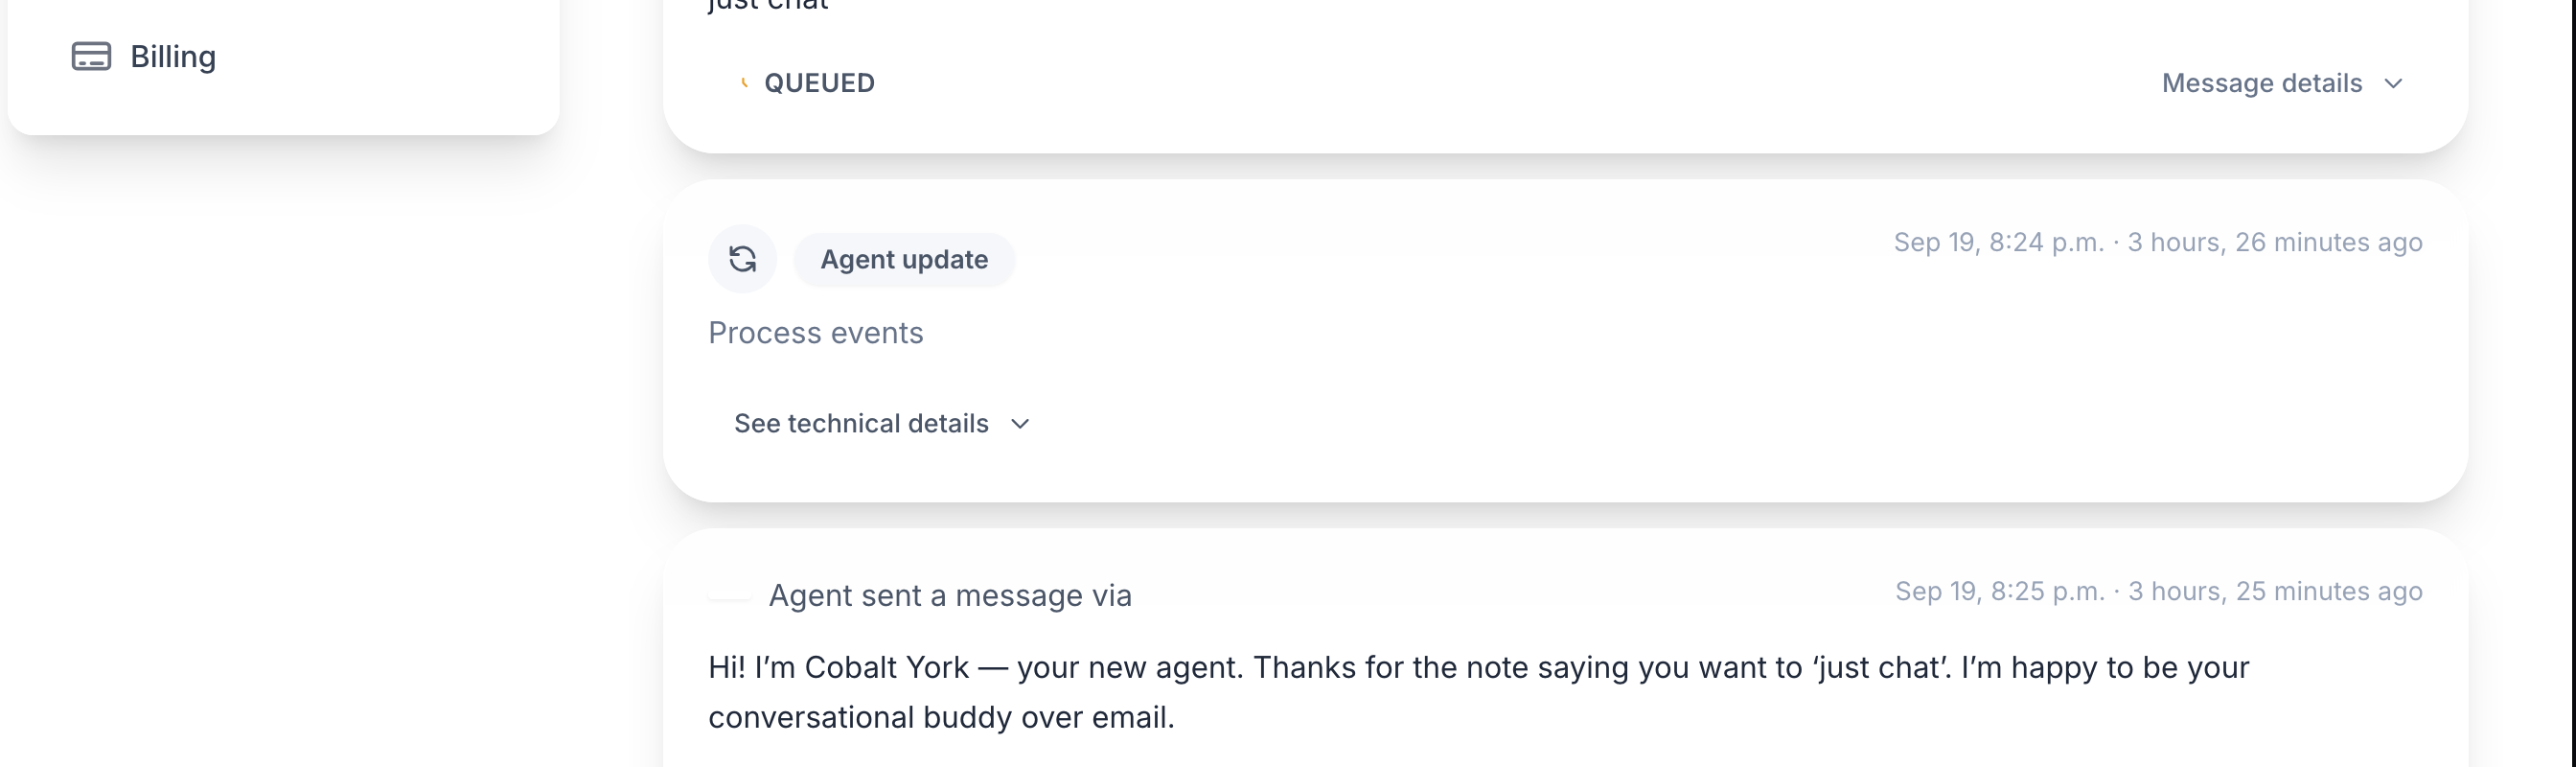 just chat
Billing
QUEUED
Message details
Agent update
Sep 19, 8:24 p.m. · 3 hours, 26 minutes ago
Process events
See technical details
Agent sent a message via
Sep 19, 8:25 p.m. · 3 hours, 25 minutes ago
Hi! I’m Cobalt York — your new agent. Thanks for the note saying you want to ‘just chat’. I’m happy to be your
conversational buddy over email.